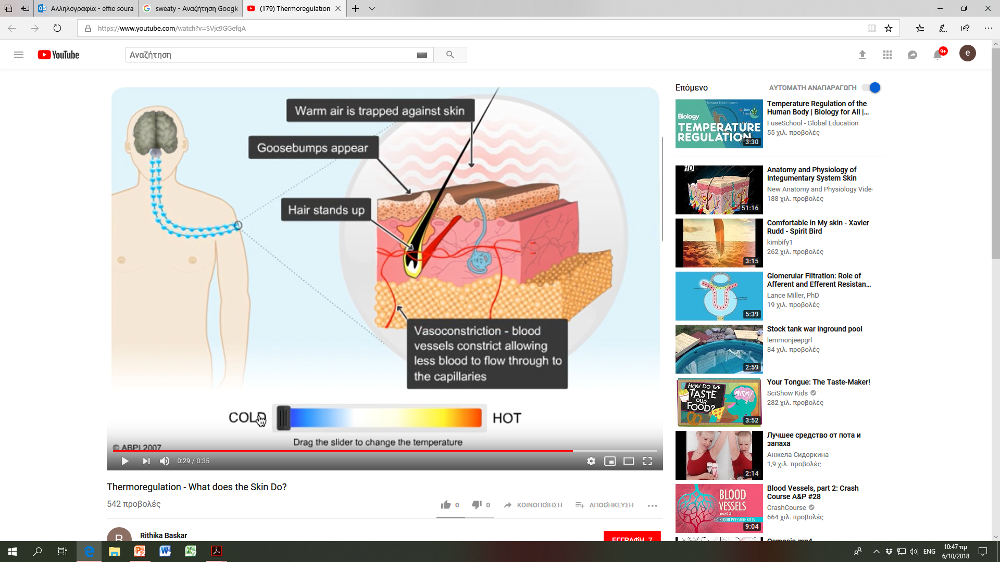 Αλληλογραφία - effie soura
sweaty - Αναζήτηση Google
(179) Thermoregulation
https://www.youtube.com/watch?v=SVjc9GGefgA
YouTube
Αναζήτηση
9+
e
Warm air is trapped against skin
Goosebumps appear
Hair stands up
Vasoconstriction - blood
vessels constrict allowing
less blood to flow through to
the capillaries
COLD
HOT
Drag the slider to change the temperature
© ABPI 2007
0:29 / 0:35
Thermoregulation - What does the Skin Do?
542 προβολές
0
0
ΚΟΙΝΟΠΟΊΗΣΗ
ΑΠΟΘΉΚΕΥΣΗ
R
Rithika Baskar
ΕΓΓΡΑΦΉ 7
Επόμενο
ΑΥΤΌΜΑΤΗ ΑΝΑΠΑΡΑΓΩΓΉ
Humans Endotherms
Warm
Blood
Biology
TEMPERATURE
REGULATION
3:30
Temperature Regulation of the
Human Body | Biology for All |...
FuseSchool - Global Education
55 χιλ. προβολές
HD
51:16
Anatomy and Physiology of
Integumentary System Skin
New Anatomy and Physiology Vide
188 χιλ. προβολές
3:15
Comfortable in My skin - Xavier
Rudd - Spirit Bird
kimbify1
262 χιλ. προβολές
5:39
Glomerular Filtration: Role of
Afferent and Efferent Resistan...
Lance Miller, PhD
19 χιλ. προβολές
2:59
Stock tank war inground pool
lemmonjeepgrl
84 χιλ. προβολές
HOW DO WE
TASTE
OUR
FOOD?
MMM!
3:52
Your Tongue: The Taste-Maker!
SciShow Kids
282 χιλ. προβολές
2:14
Лучшее средство от пота и
запаха
Анжела Сидоркина
1,9 χιλ. προβολές
BLOOD
VESSELS
part 2
BLOOD PRESSURE KILLS
9:04
Blood Vessels, part 2: Crash
Course A&P #28
CrashCourse
664 χιλ. προβολές
Osmosis.mp4
ENG
10:47 πμ
6/10/2018